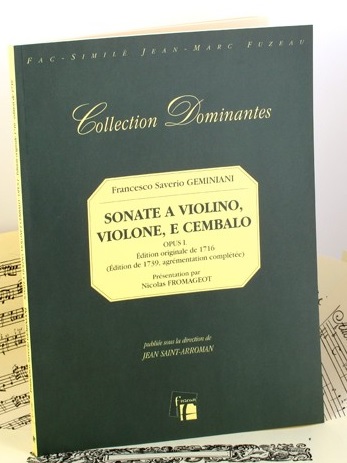 FAC-SIMILÉ JEAN-MARC FUZEAU
Collection Dominantes
Francesco Saverio GEMINIANI
SONATE A VIOLINO,
VIOLONE, E CEMBALO
OPUS I.
Édition originale de 1716
(Édition de 1739, agrémentation complétée)
Présentation par
Nicolas FROMAGEOT
publiée sous la direction de
JEAN SAINT-ARROMAN
fuzeau